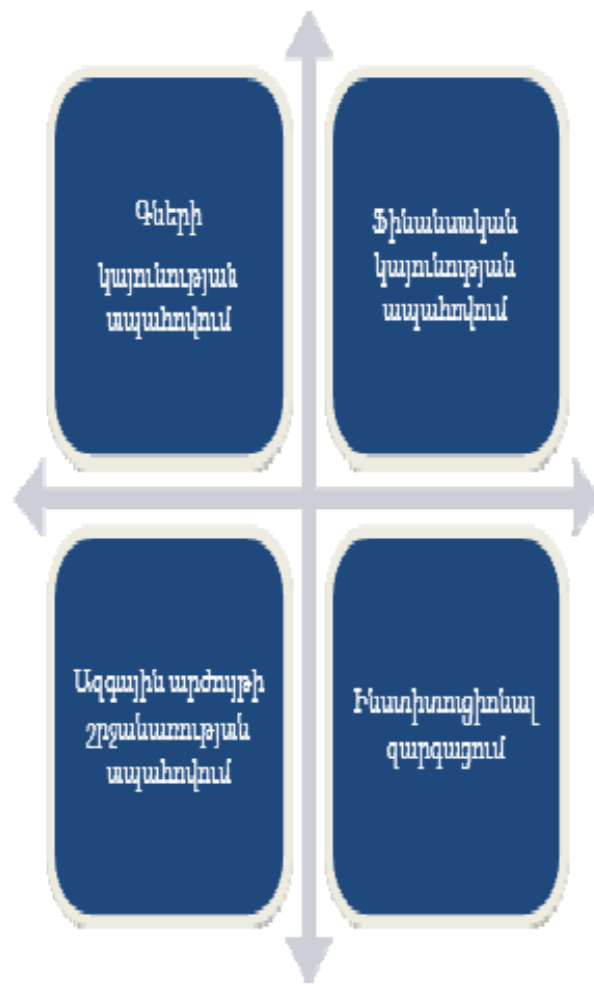 Գների
կայունության
ապահովում
Ֆինանսական
կայունության
ապահովում
Ազգային արժույթի
շրջանառության
ապահովում
Ինստիտուցիոնալ
զարգացում